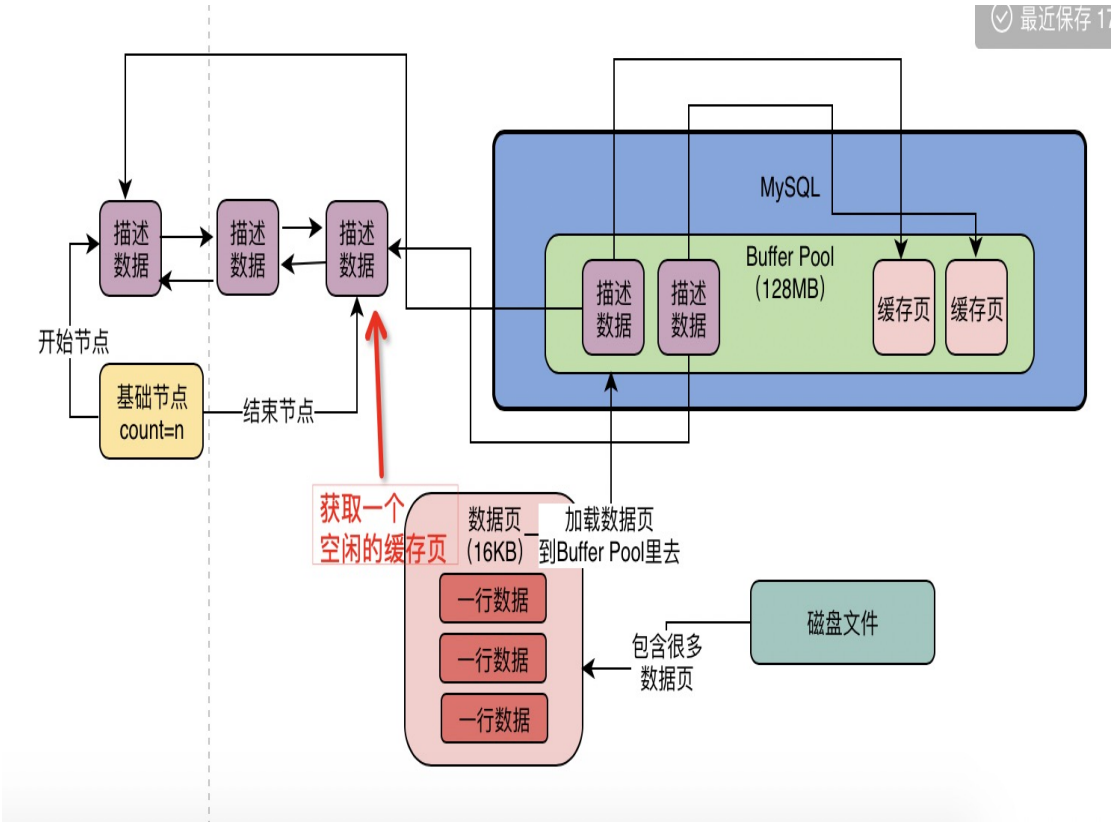 最近保存 17
MySQL
Buffer Pool
(128MB)
描述
数据
描述
数据
描述
数据
描述
数据
描述
数据
缓存页
缓存页
开始节点
基础节点
count=n
结束节点
获取一个
空闲的缓存页
数据页
(16KB)
加载数据页
到Buffer Pool里去
一行数据
一行数据
一行数据
包含很多
数据页
磁盘文件